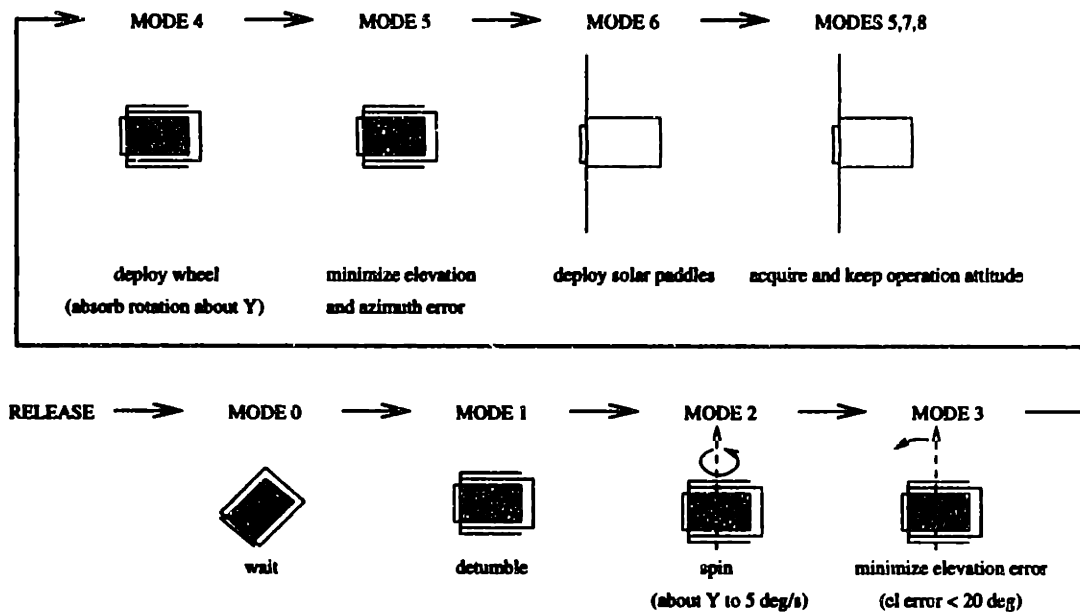 MODE 4 MODE 5 MODE 6 MODES 5,7,8
deploy wheel minimize elevation deploy solar paddles acquire and keep operation attitude
(absorb rotation about Y) and azimuth error
RELEASE MODE 0 MODE 1 MODE 2 MODE 3
wait detumble spin minimize elevation error
(about Y to 5 deg/s) (el error < 20 deg)